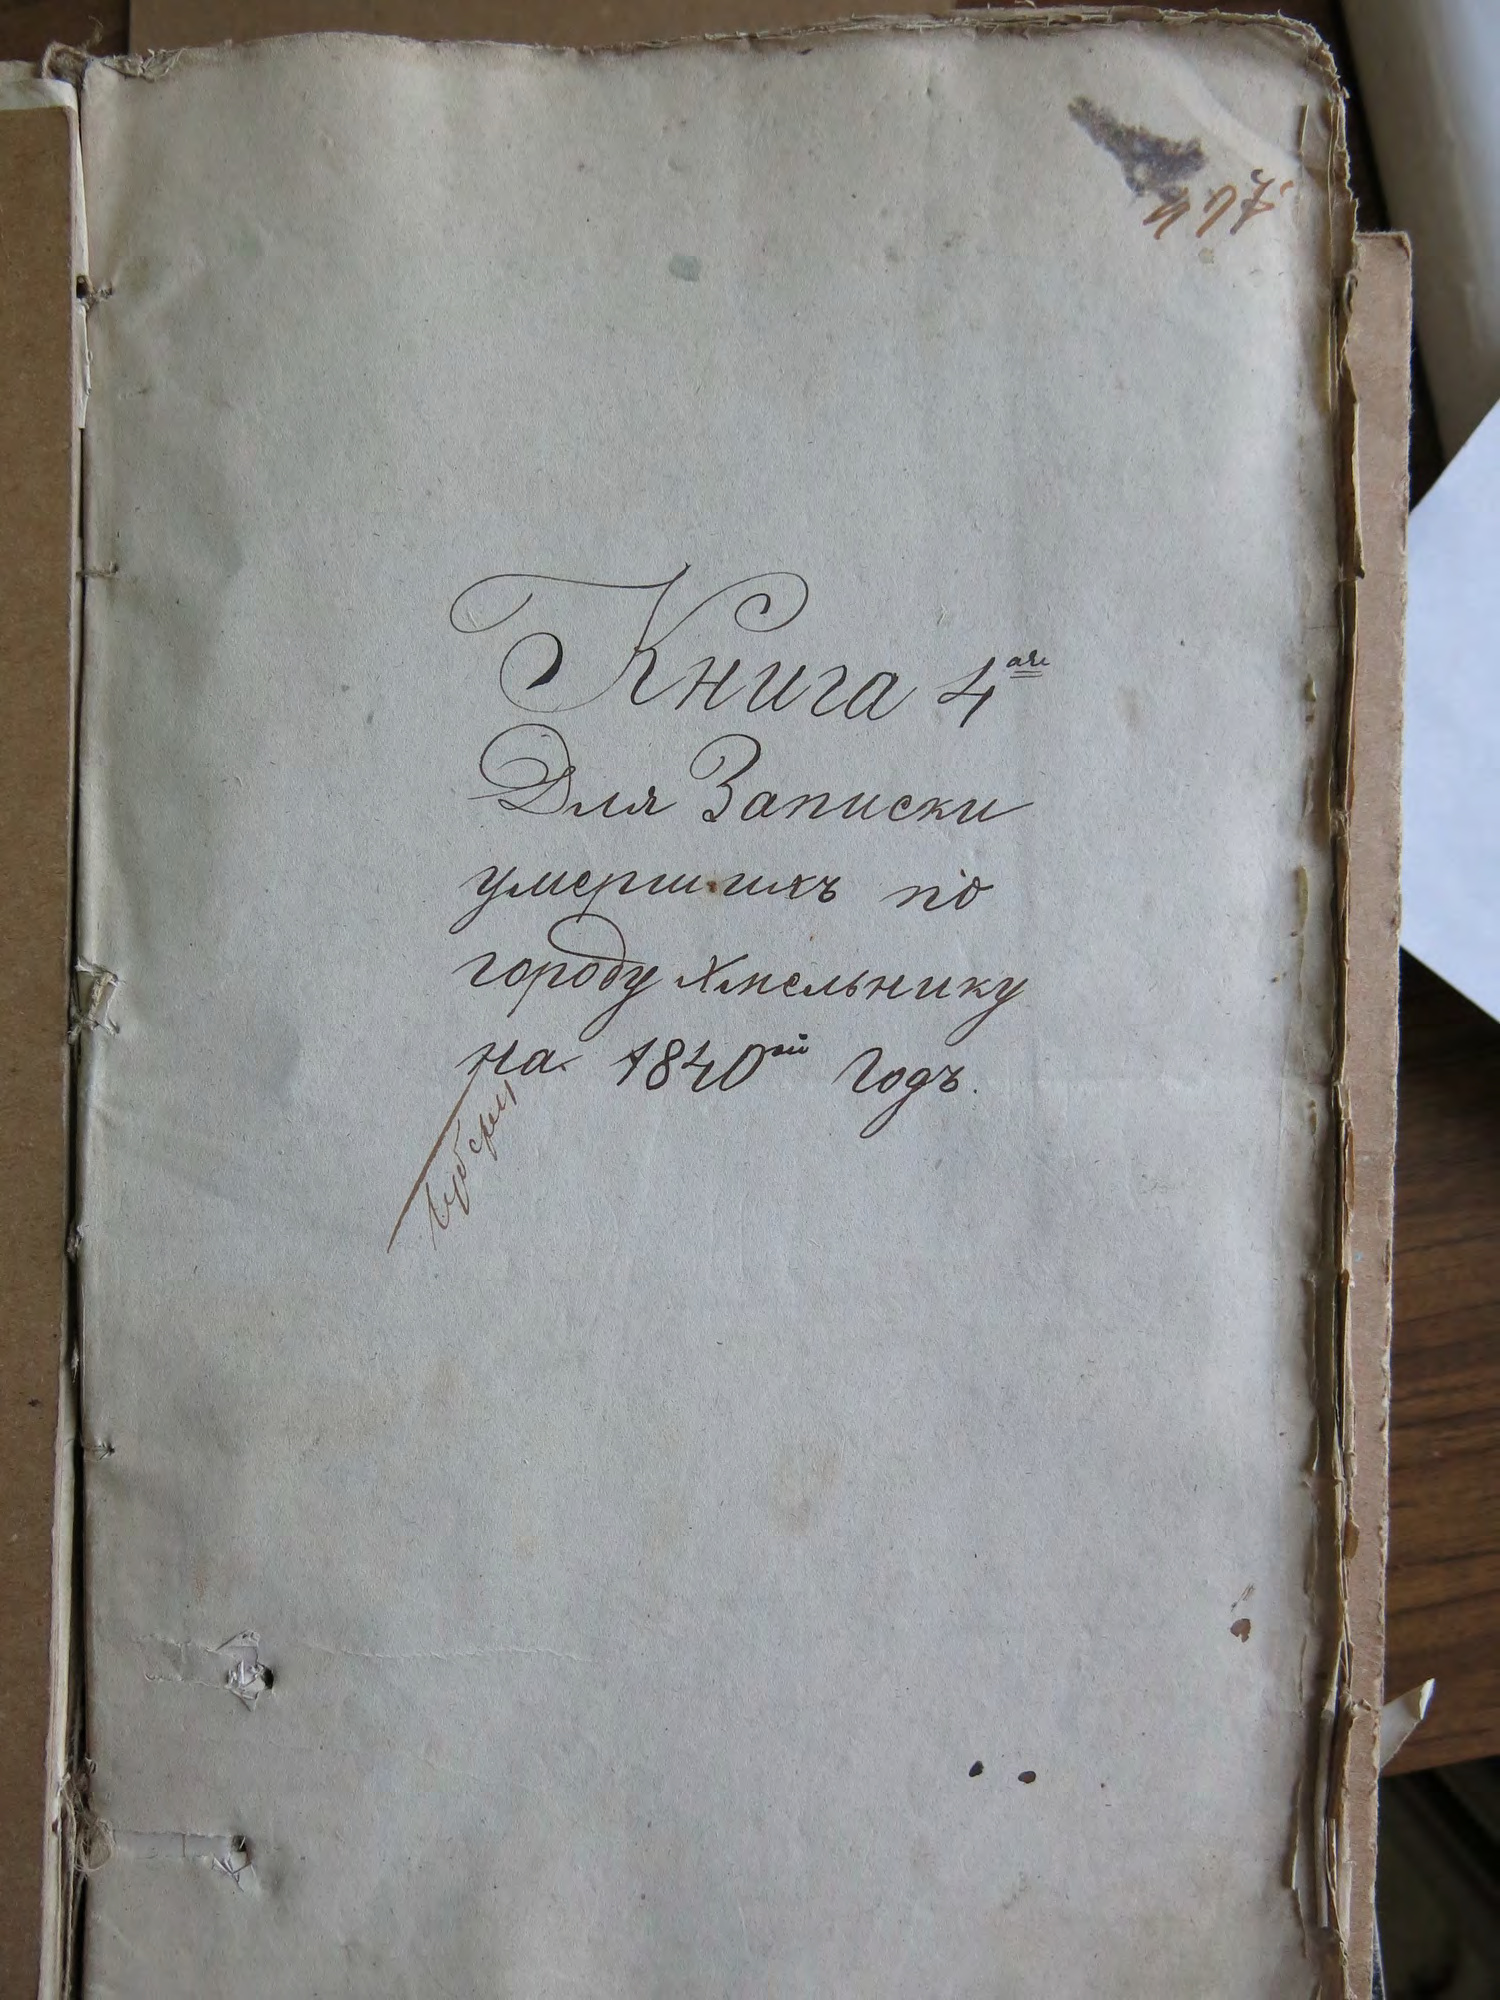 Книга 4ая
Для Записки
умершихъ по
городу Хмельнику
на 1840ой Годъ.